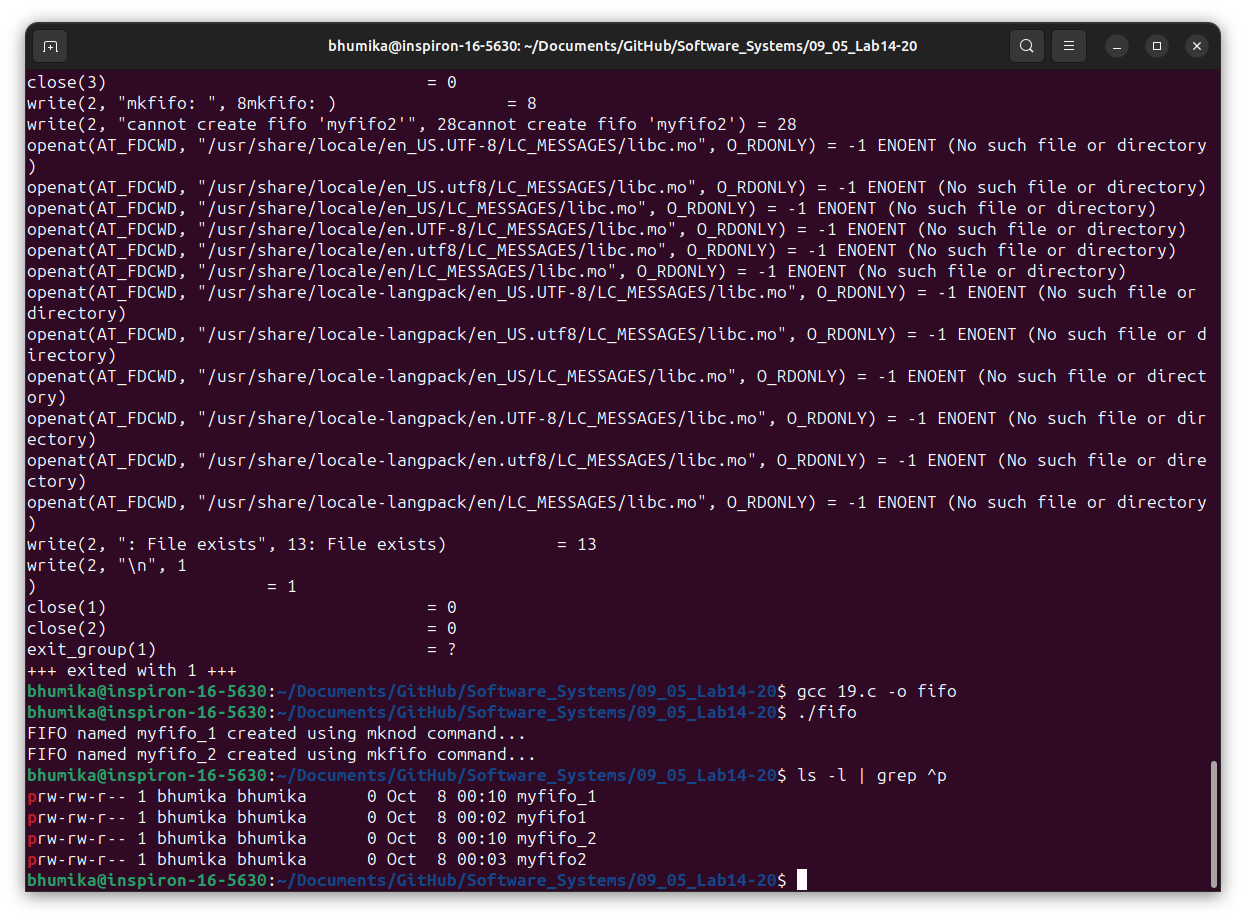 bhumika@inspiron-16-5630: ~/Documents/GitHub/Software_Systems/09_05_Lab14-20
close(3)                                = 0
write(2, "mkfifo: ", 8mkfifo: )                 = 8
write(2, "cannot create fifo 'myfifo2'", 28cannot create fifo 'myfifo2') = 28
openat(AT_FDCWD, "/usr/share/locale/en_US.UTF-8/LC_MESSAGES/libc.mo", O_RDONLY) = -1 ENOENT (No such file or directory
)
openat(AT_FDCWD, "/usr/share/locale/en_US.utf8/LC_MESSAGES/libc.mo", O_RDONLY) = -1 ENOENT (No such file or directory)
openat(AT_FDCWD, "/usr/share/locale/en_US/LC_MESSAGES/libc.mo", O_RDONLY) = -1 ENOENT (No such file or directory)
openat(AT_FDCWD, "/usr/share/locale/en.UTF-8/LC_MESSAGES/libc.mo", O_RDONLY) = -1 ENOENT (No such file or directory)
openat(AT_FDCWD, "/usr/share/locale/en.utf8/LC_MESSAGES/libc.mo", O_RDONLY) = -1 ENOENT (No such file or directory)
openat(AT_FDCWD, "/usr/share/locale/en/LC_MESSAGES/libc.mo", O_RDONLY) = -1 ENOENT (No such file or directory)
openat(AT_FDCWD, "/usr/share/locale-langpack/en_US.UTF-8/LC_MESSAGES/libc.mo", O_RDONLY) = -1 ENOENT (No such file or
directory)
openat(AT_FDCWD, "/usr/share/locale-langpack/en_US.utf8/LC_MESSAGES/libc.mo", O_RDONLY) = -1 ENOENT (No such file or d
irectory)
openat(AT_FDCWD, "/usr/share/locale-langpack/en_US/LC_MESSAGES/libc.mo", O_RDONLY) = -1 ENOENT (No such file or direct
ory)
openat(AT_FDCWD, "/usr/share/locale-langpack/en.UTF-8/LC_MESSAGES/libc.mo", O_RDONLY) = -1 ENOENT (No such file or dir
ectory)
openat(AT_FDCWD, "/usr/share/locale-langpack/en.utf8/LC_MESSAGES/libc.mo", O_RDONLY) = -1 ENOENT (No such file or dire
ctory)
openat(AT_FDCWD, "/usr/share/locale-langpack/en/LC_MESSAGES/libc.mo", O_RDONLY) = -1 ENOENT (No such file or directory
)
write(2, ": File exists", 13: File exists)           = 13
write(2, "\n", 1
)                       = 1
close(1)                                = 0
close(2)                                = 0
exit_group(1)                           = ?
+++ exited with 1 +++
bhumika@inspiron-16-5630:~/Documents/GitHub/Software_Systems/09_05_Lab14-20$ gcc 19.c -o fifo
bhumika@inspiron-16-5630:~/Documents/GitHub/Software_Systems/09_05_Lab14-20$ ./fifo
FIFO named myfifo_1 created using mknod command...
FIFO named myfifo_2 created using mkfifo command...
bhumika@inspiron-16-5630:~/Documents/GitHub/Software_Systems/09_05_Lab14-20$ ls -l | grep ^p
prw-rw-r-- 1 bhumika bhumika      0 Oct  8 00:10 myfifo_1
prw-rw-r-- 1 bhumika bhumika      0 Oct  8 00:02 myfifo1
prw-rw-r-- 1 bhumika bhumika      0 Oct  8 00:10 myfifo_2
prw-rw-r-- 1 bhumika bhumika      0 Oct  8 00:03 myfifo2
bhumika@inspiron-16-5630:~/Documents/GitHub/Software_Systems/09_05_Lab14-20$